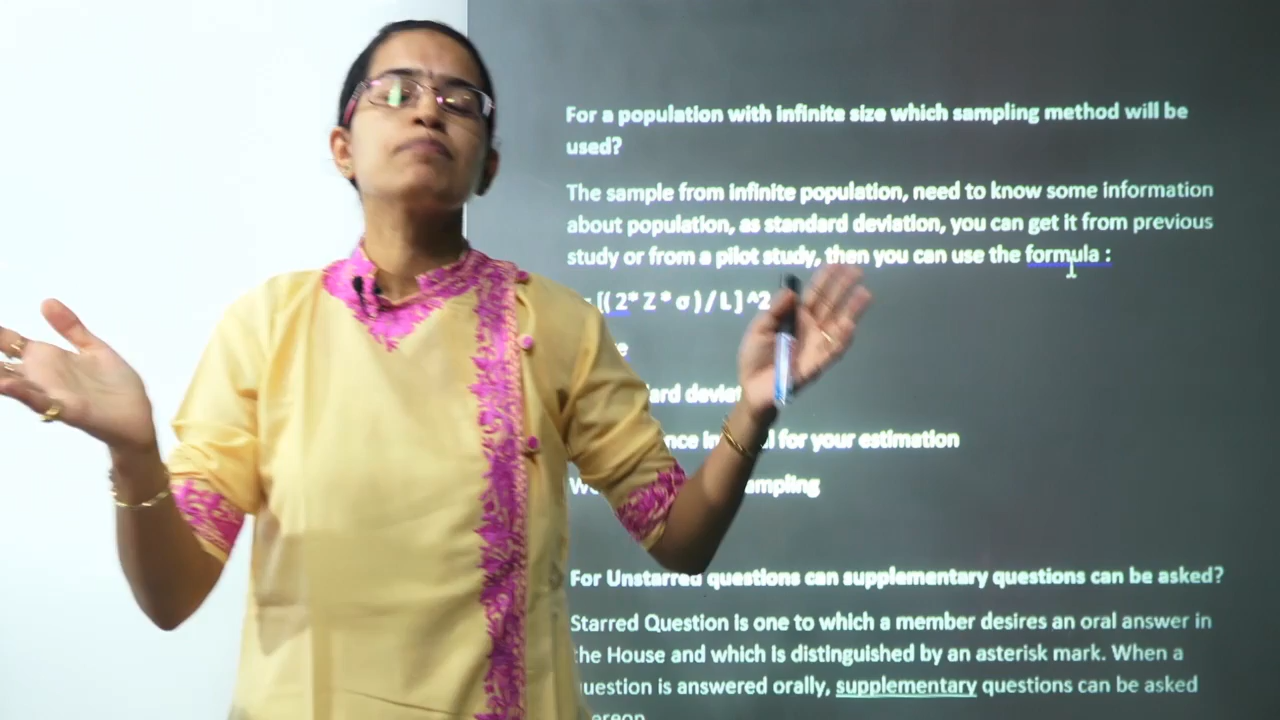 For a population with infinite size which sampling method will be
used?
The sample from infinite population, need to know some information
about population, as standard deviation, you can get it from previous
study or from a pilot study, then you can use the formula :
[( 2* Z * σ ) / L ] ^2
for your estimation
For Unstarred questions can supplementary questions can be asked?
Starred Question is one to which a member desires an oral answer in
the House and which is distinguished by an asterisk mark. When a
question is answered orally, supplementary questions can be asked